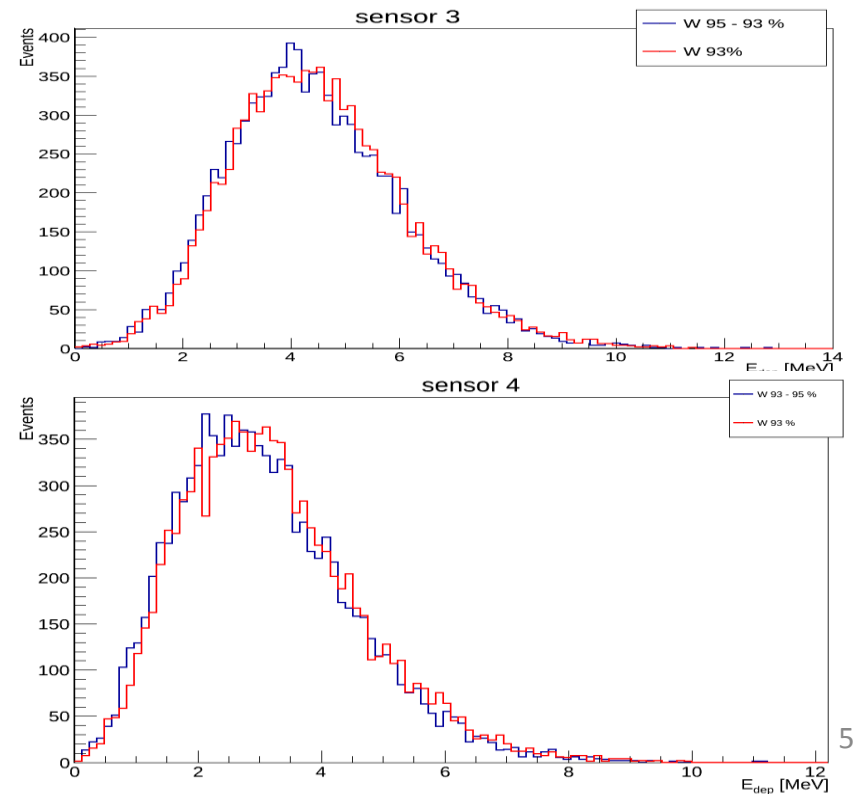 sensor 3
Events
W 95 - 93 %
W 93%
400
350
300
250
200
150
100
50
0
0 2 4 6 8 10 12 14
[MeV]
sensor 4
Events
W 93 - 95 %
W 93 %
350
300
250
200
150
100
50
0
0 2 4 6 8 10 12
E_dep [MeV]
5